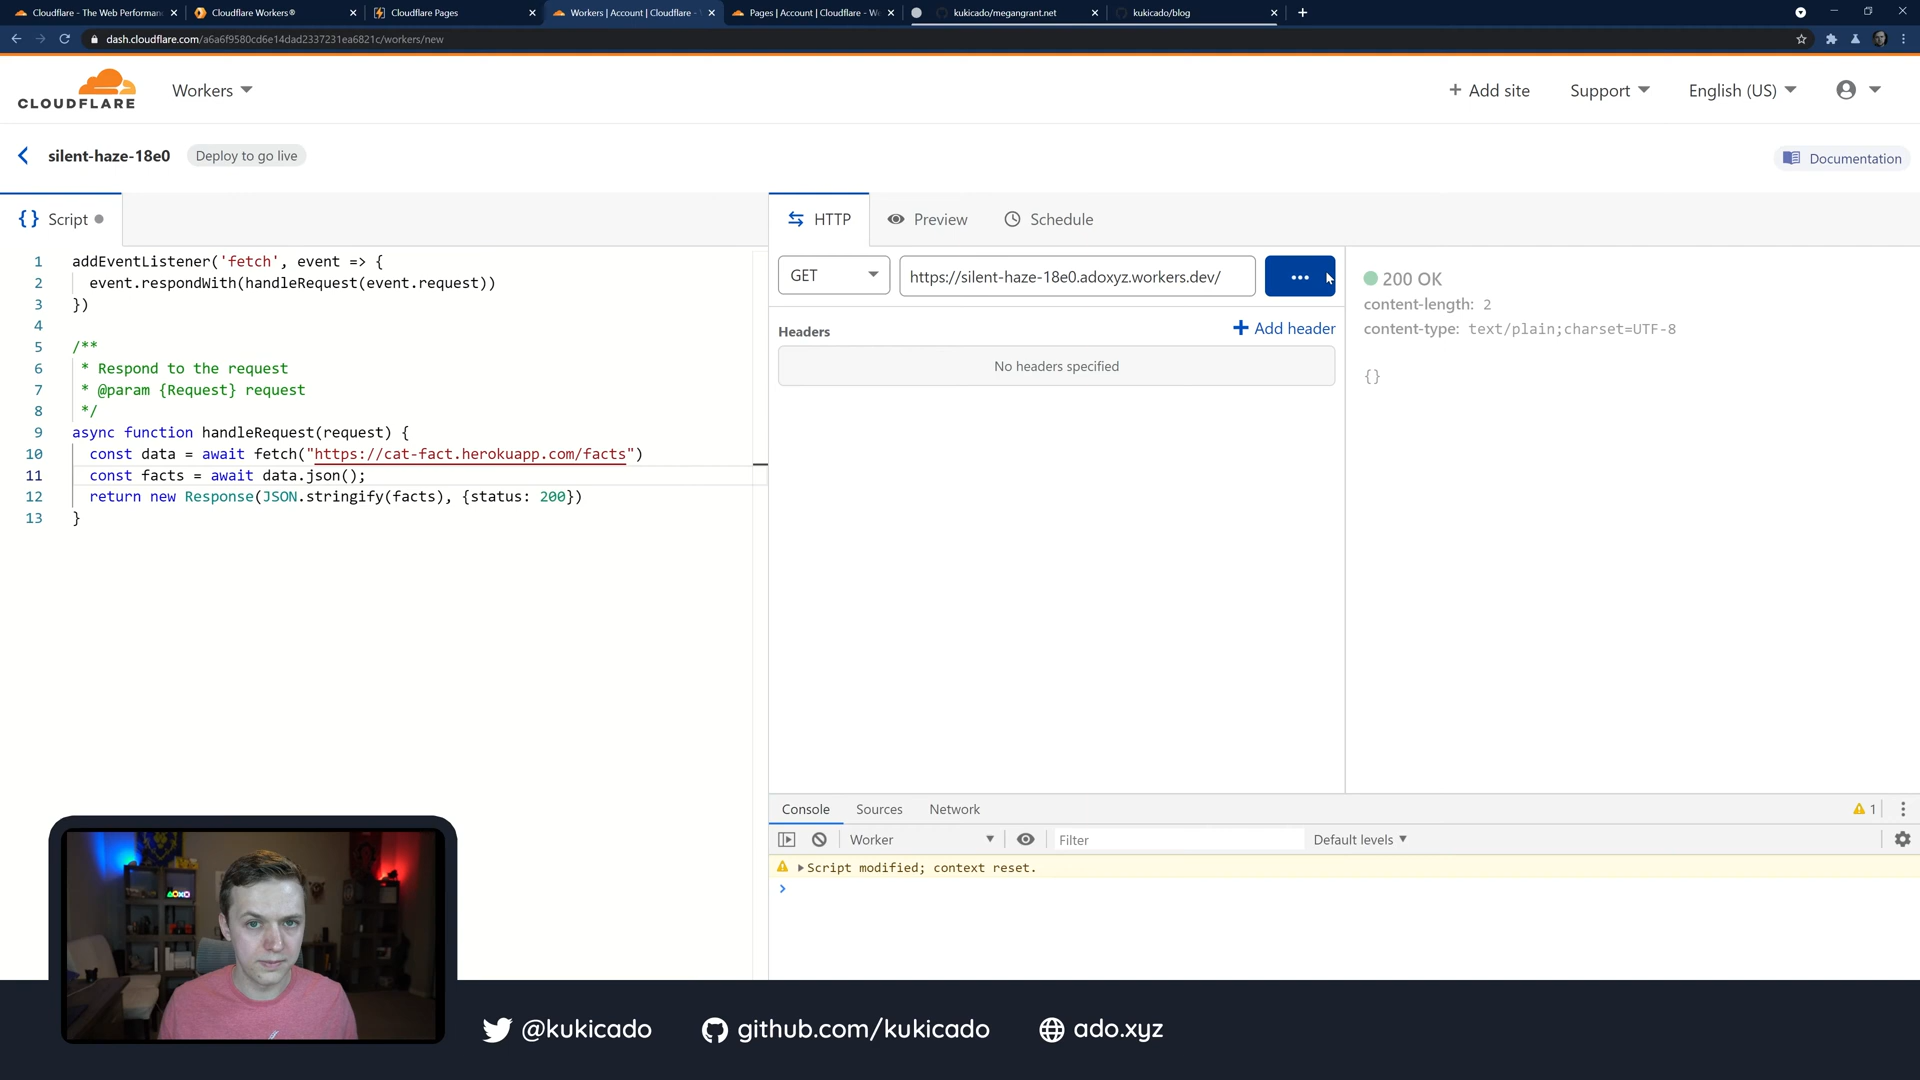 Cloudflare - The Web Performanc
Cloudflare Workers®
Cloudflare Pages
Workers | Account | Cloudflare -
Pages | Account | Cloudflare - We
kukicado/megangrant.net
kukicado/blog
dash.cloudflare.com/a6a6f9580cd6e14dad2337231ea6821c/workers/new
CLOUDFLARE
Workers
+ Add site
Support
English (US)
silent-haze-18e0
Deploy to go live
Documentation
{} Script
HTTP
Preview
Schedule
1 addEventListener('fetch', event => {
2 event.respondWith(handleRequest(event.request))
3 })
4
5 /**
6 * Respond to the request
7 * @param {Request} request
8 */
9 async function handleRequest(request) {
10 const data = await fetch("https://cat-fact.herokuapp.com/facts")
11 const facts = await data.json();
12 return new Response(JSON.stringify(facts), {status: 200})
13 }
GET
https://silent-haze-18e0.adoxyz.workers.dev/
...
Headers
+ Add header
No headers specified
200 OK
content-length: 2
content-type: text/plain;charset=UTF-8
{}
Console
Sources
Network
1
Worker
Filter
Default levels
Script modified; context reset.
>
@kukicado
github.com/kukicado
ado.xyz